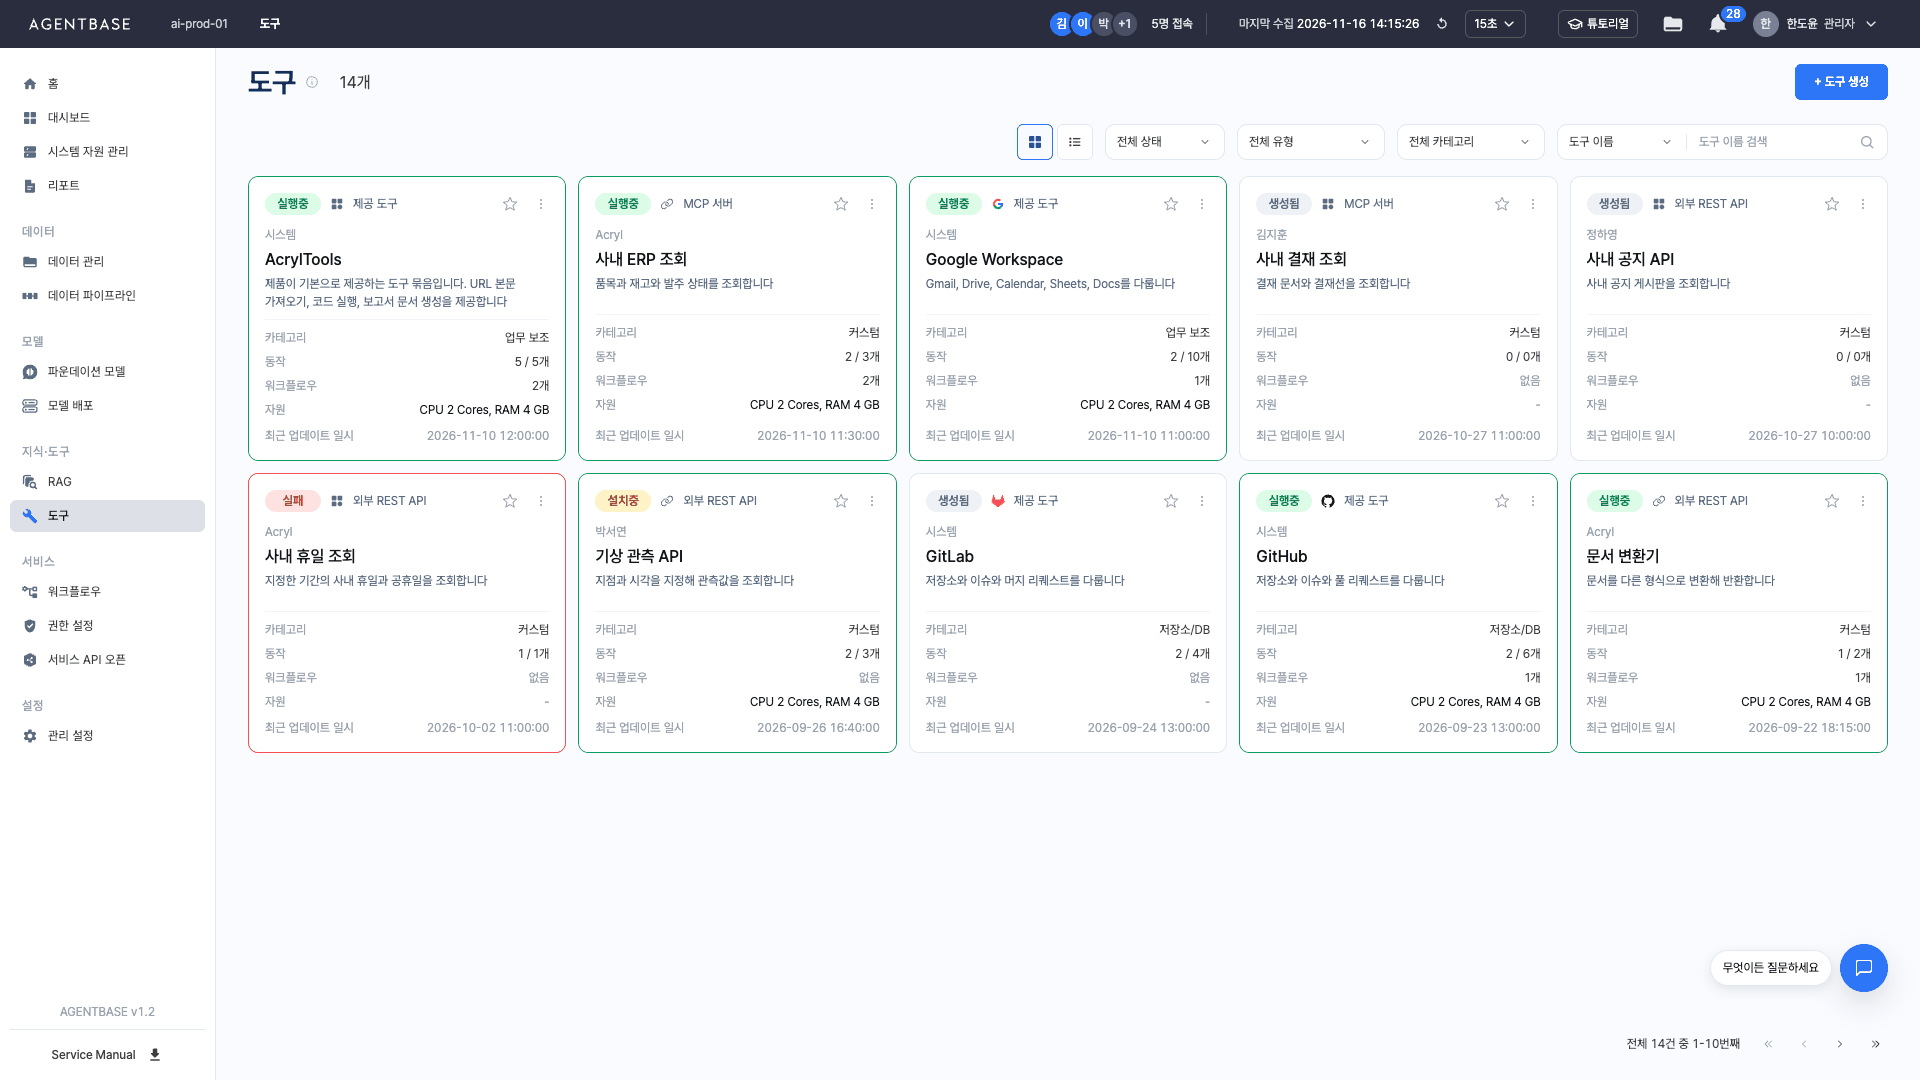 AGENTBASE
ai-prod-01
도구
김 이 박 +1 5명 접속
마지막 수집 2026-11-16 14:15:26
15초
튜토리얼
28
한 한도윤 관리자
홈
대시보드
시스템 자원 관리
리포트
데이터
데이터 관리
데이터 파이프라인
모델
파운데이션 모델
모델 배포
지식·도구
RAG
도구
서비스
워크플로우
권한 설정
서비스 API 오픈
설정
관리 설정
AGENTBASE v1.2
Service Manual
도구 14개
+ 도구 생성
전체 상태
전체 유형
전체 카테고리
도구 이름
도구 이름 검색
실행중 제공 도구
시스템
AcrylTools
제품이 기본으로 제공하는 도구 묶음입니다. URL 본문
가져오기, 코드 실행, 보고서 문서 생성을 제공합니다
카테고리 업무 보조
동작 5 / 5개
워크플로우 2개
자원 CPU 2 Cores, RAM 4 GB
최근 업데이트 일시 2026-11-10 12:00:00
실행중 MCP 서버
Acryl
사내 ERP 조회
품목과 재고와 발주 상태를 조회합니다
카테고리 커스텀
동작 2 / 3개
워크플로우 2개
자원 CPU 2 Cores, RAM 4 GB
최근 업데이트 일시 2026-11-10 11:30:00
실행중 제공 도구
시스템
Google Workspace
Gmail, Drive, Calendar, Sheets, Docs를 다룹니다
카테고리 업무 보조
동작 2 / 10개
워크플로우 1개
자원 CPU 2 Cores, RAM 4 GB
최근 업데이트 일시 2026-11-10 11:00:00
생성됨 MCP 서버
김지훈
사내 결재 조회
결재 문서와 결재선을 조회합니다
카테고리 커스텀
동작 0 / 0개
워크플로우 없음
자원 -
최근 업데이트 일시 2026-10-27 11:00:00
생성됨 외부 REST API
정하영
사내 공지 API
사내 공지 게시판을 조회합니다
카테고리 커스텀
동작 0 / 0개
워크플로우 없음
자원 -
최근 업데이트 일시 2026-10-27 10:00:00
실패 외부 REST API
Acryl
사내 휴일 조회
지정한 기간의 사내 휴일과 공휴일을 조회합니다
카테고리 커스텀
동작 1 / 1개
워크플로우 없음
자원 -
최근 업데이트 일시 2026-10-02 11:00:00
설치중 외부 REST API
박서연
기상 관측 API
지점과 시각을 지정해 관측값을 조회합니다
카테고리 커스텀
동작 2 / 3개
워크플로우 없음
자원 CPU 2 Cores, RAM 4 GB
최근 업데이트 일시 2026-09-26 16:40:00
생성됨 제공 도구
시스템
GitLab
저장소와 이슈와 머지 리퀘스트를 다룹니다
카테고리 저장소/DB
동작 2 / 4개
워크플로우 없음
자원 -
최근 업데이트 일시 2026-09-24 13:00:00
실행중 제공 도구
시스템
GitHub
저장소와 이슈와 풀 리퀘스트를 다룹니다
카테고리 저장소/DB
동작 2 / 6개
워크플로우 1개
자원 CPU 2 Cores, RAM 4 GB
최근 업데이트 일시 2026-09-23 13:00:00
실행중 외부 REST API
Acryl
문서 변환기
문서를 다른 형식으로 변환해 반환합니다
카테고리 커스텀
동작 1 / 2개
워크플로우 1개
자원 CPU 2 Cores, RAM 4 GB
최근 업데이트 일시 2026-09-22 18:15:00
무엇이든 질문하세요
전체 14건 중 1-10번째